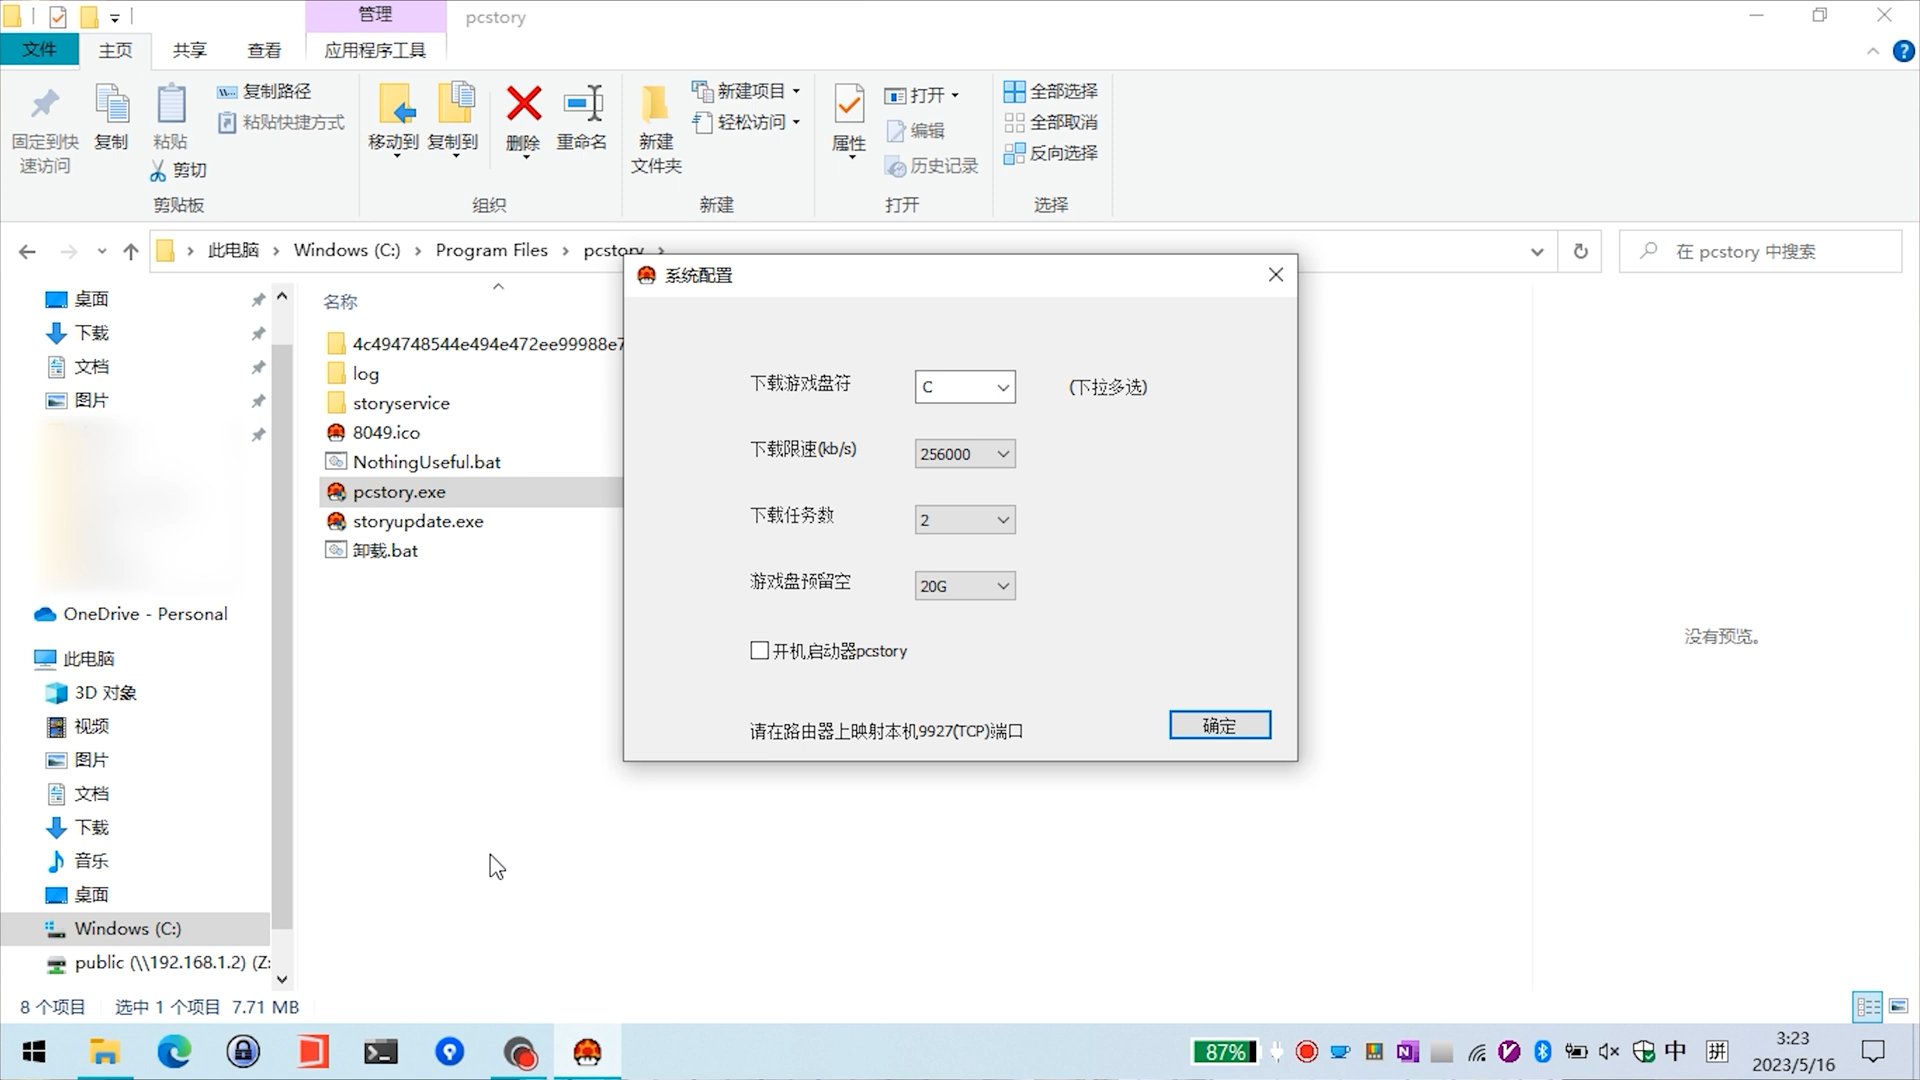 管理
pcstory
文件
主页
共享
查看
应用程序工具
固定到快
速访问
复制
粘贴
复制路径
粘贴快捷方式
剪切
剪贴板
移动到
复制到
删除
重命名
组织
新建
文件夹
新建项目
轻松访问
新建
属性
打开
编辑
历史记录
打开
全部选择
全部取消
反向选择
选择
此电脑 Windows (C:) Program Files pcstory
在 pcstory 中搜索
桌面
下载
文档
图片
OneDrive - Personal
此电脑
3D 对象
视频
图片
文档
下载
音乐
桌面
Windows (C:)
public (\\192.168.1.2) (Z:
名称
4c494748544e494e472ee99988e7
log
storyservice
8049.ico
NothingUseful.bat
pcstory.exe
storyupdate.exe
卸载.bat
系统配置
下载游戏盘符
C
(下拉多选)
下载限速(kb/s)
256000
下载任务数
2
游戏盘预留空
20G
开机启动器pcstory
请在路由器上映射本机9927(TCP)端口
确定
没有预览。
8 个项目
选中 1 个项目 7.71 MB
87%
中
拼
3:23
2023/5/16